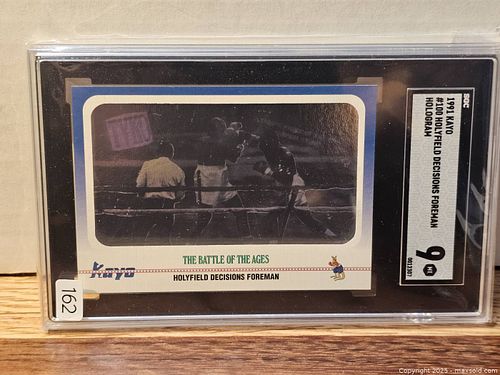 SGC
1991 KAYO
#100 HOLYFIELD DECISIONS FOREMAN
HOLOGRAM
9
THE BATTLE OF THE AGES
Kayo
HOLYFIELD DECISIONS FOREMAN
162
Copyright 2025 - maxsold.com